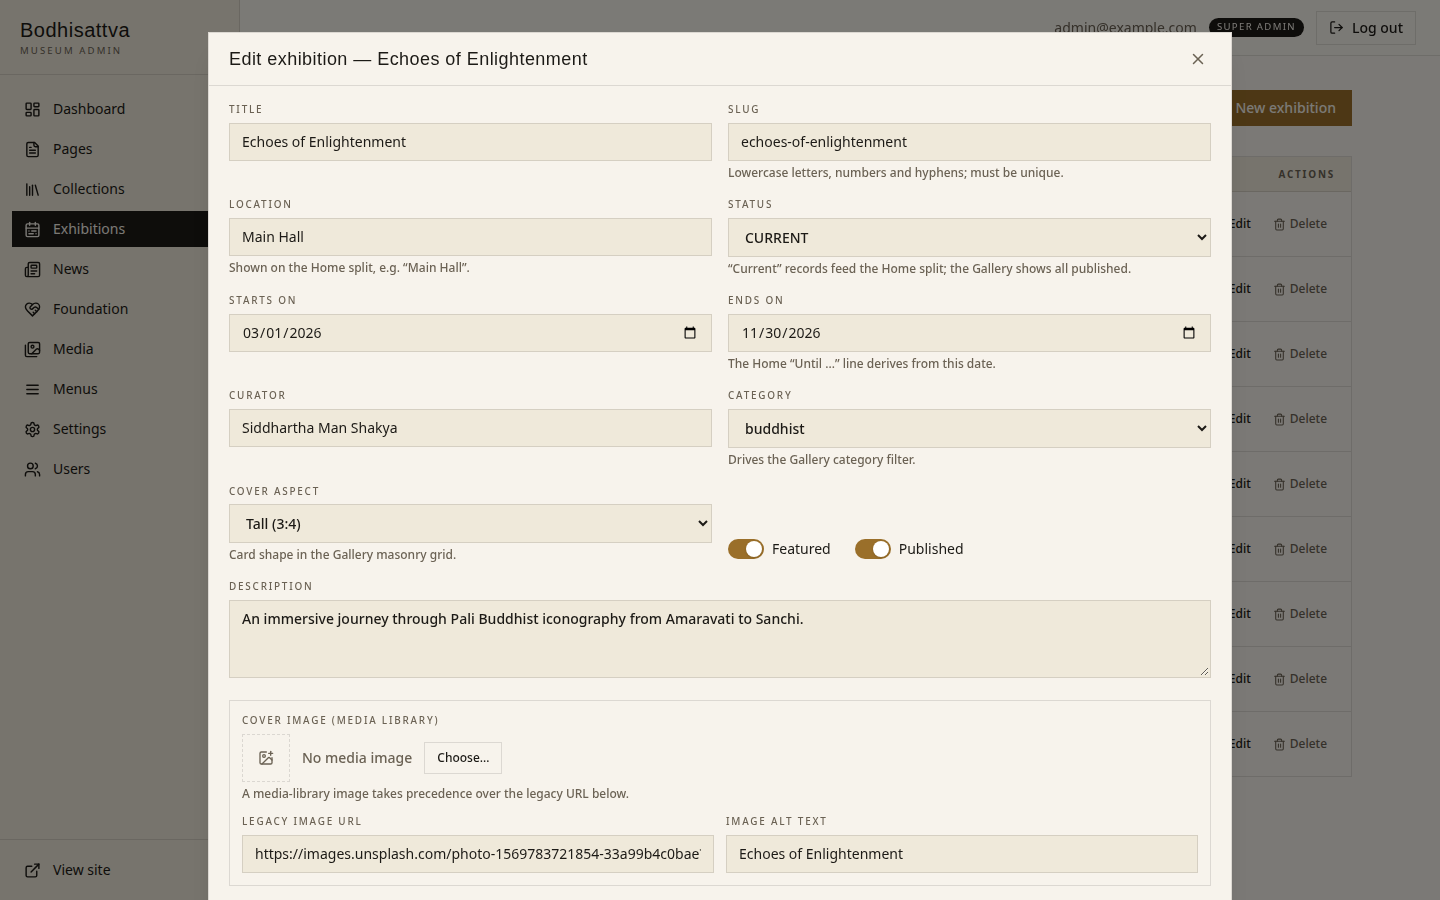 Bodhisattva
MUSEUM ADMIN
admin@example.com
SUPER ADMIN
Log out
Dashboard
Pages
Collections
Exhibitions
News
Foundation
Media
Menus
Settings
Users
View site
New exhibition
ACTIONS
Edit Delete
Edit Delete
Edit Delete
Edit Delete
Edit Delete
Edit Delete
Edit Delete
Edit Delete
Edit Delete
Edit exhibition — Echoes of Enlightenment
TITLE
Echoes of Enlightenment
SLUG
echoes-of-enlightenment
Lowercase letters, numbers and hyphens; must be unique.
LOCATION
Main Hall
Shown on the Home split, e.g. “Main Hall”.
STATUS
CURRENT
“Current” records feed the Home split; the Gallery shows all published.
STARTS ON
03/01/2026
ENDS ON
11/30/2026
The Home “Until …” line derives from this date.
CURATOR
Siddhartha Man Shakya
CATEGORY
buddhist
Drives the Gallery category filter.
COVER ASPECT
Tall (3:4)
Card shape in the Gallery masonry grid.
Featured
Published
DESCRIPTION
An immersive journey through Pali Buddhist iconography from Amaravati to Sanchi.
COVER IMAGE (MEDIA LIBRARY)
No media image
Choose…
A media-library image takes precedence over the legacy URL below.
LEGACY IMAGE URL
https://images.unsplash.com/photo-1569783721854-33a99b4c0bae
IMAGE ALT TEXT
Echoes of Enlightenment